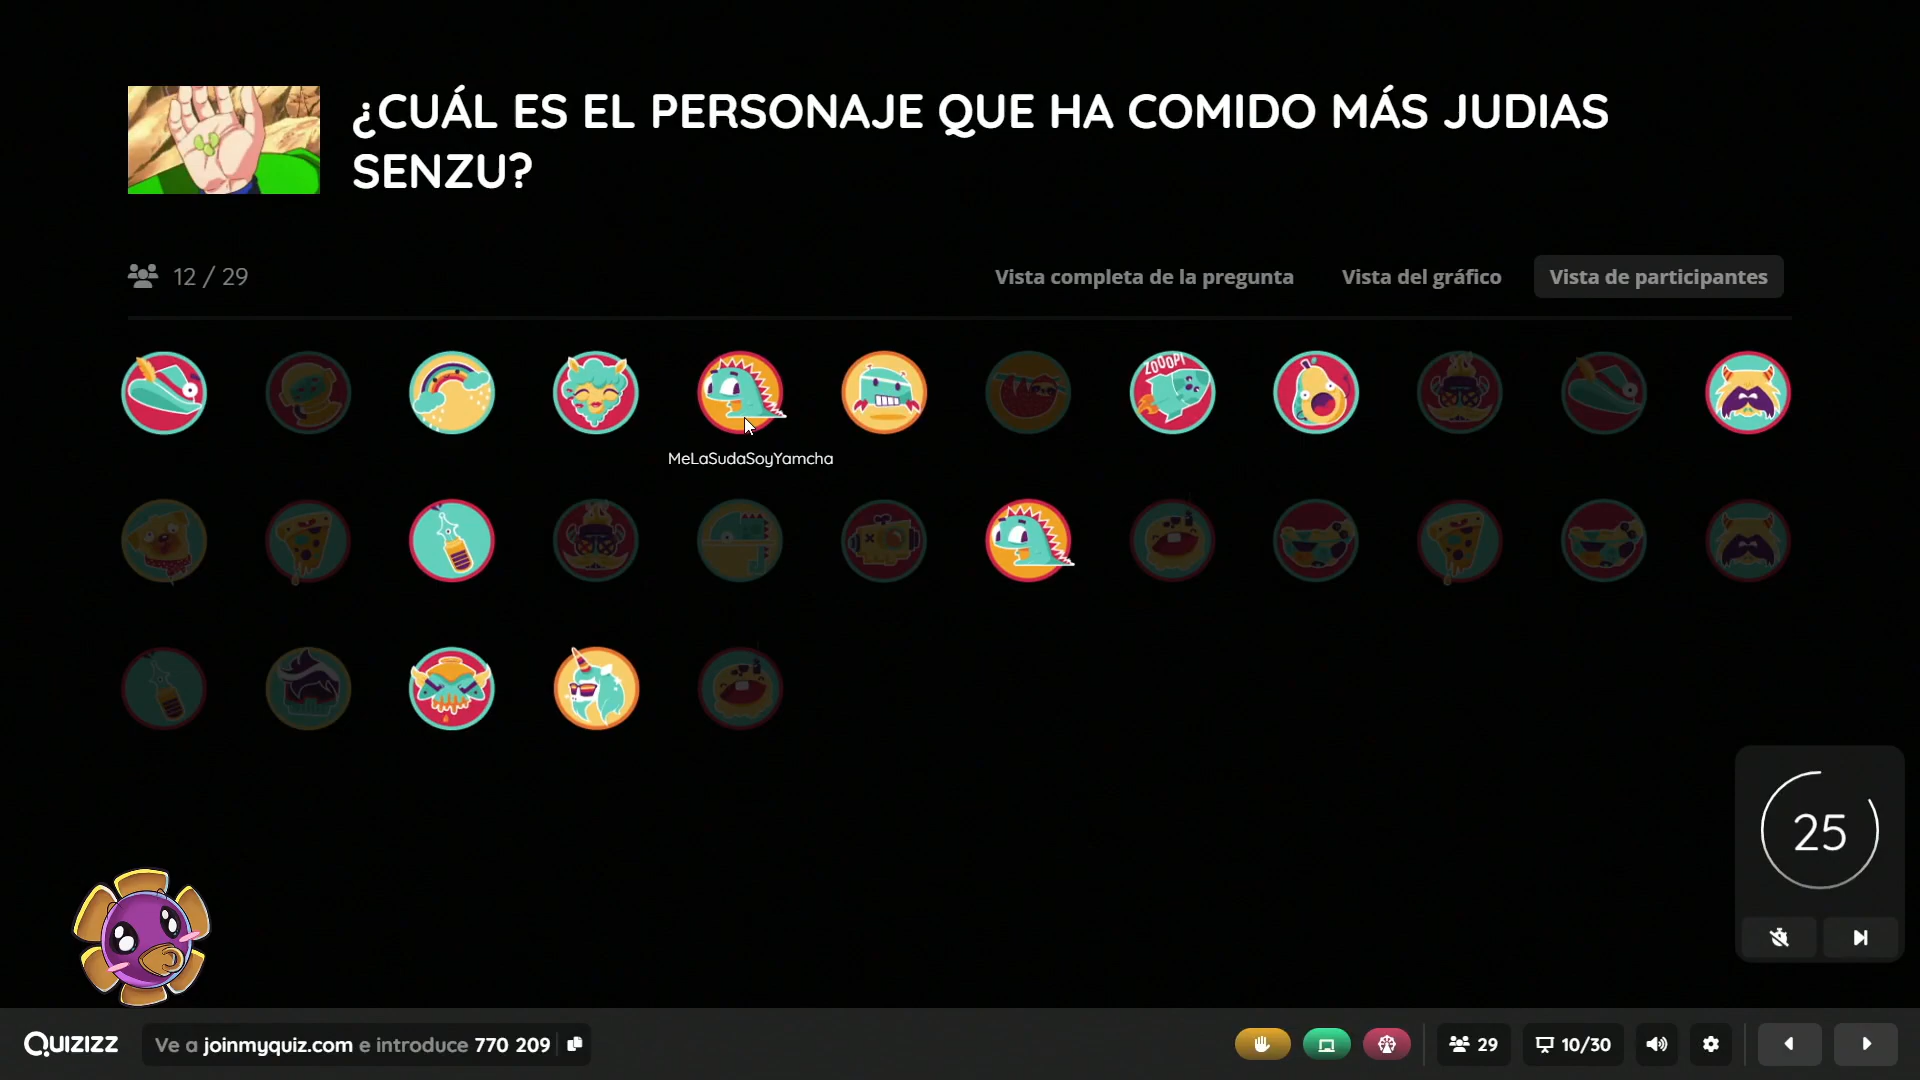 ¿CUÁL ES EL PERSONAJE QUE HA COMIDO MÁS JUDIAS
SENZU?
12 / 29
Vista completa de la pregunta
Vista del gráfico
Vista de participantes
ZOOOP!
MeLaSudaSoyYamcha
25
QUIZIZZ
Ve a joinmyquiz.com e introduce 770 209
29
10/30